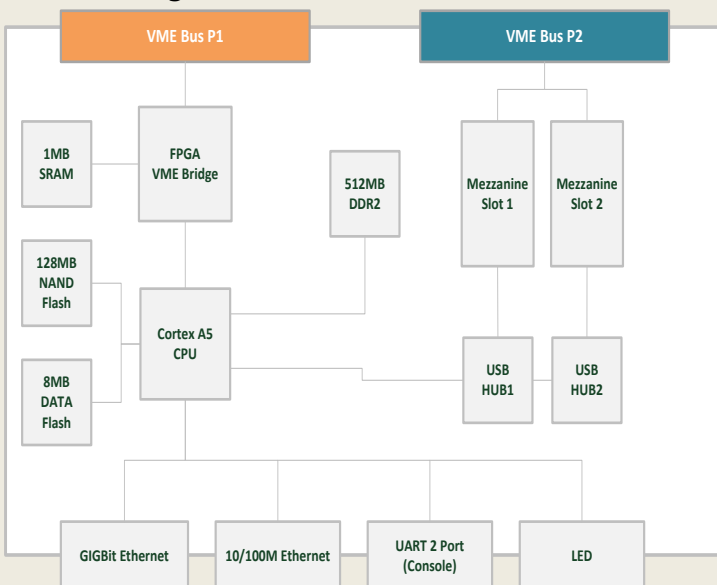 VME Bus P1
VME Bus P2
1MB
SRAM
FPGA
VME Bridge
512MB
DDR2
Mezzanine
Slot 1
Mezzanine
Slot 2
128MB
NAND
Flash
Cortex A5
CPU
8MB
DATA
Flash
USB
HUB1
USB
HUB2
GIGBit Ethernet
10/100M Ethernet
UART 2 Port
(Console)
LED